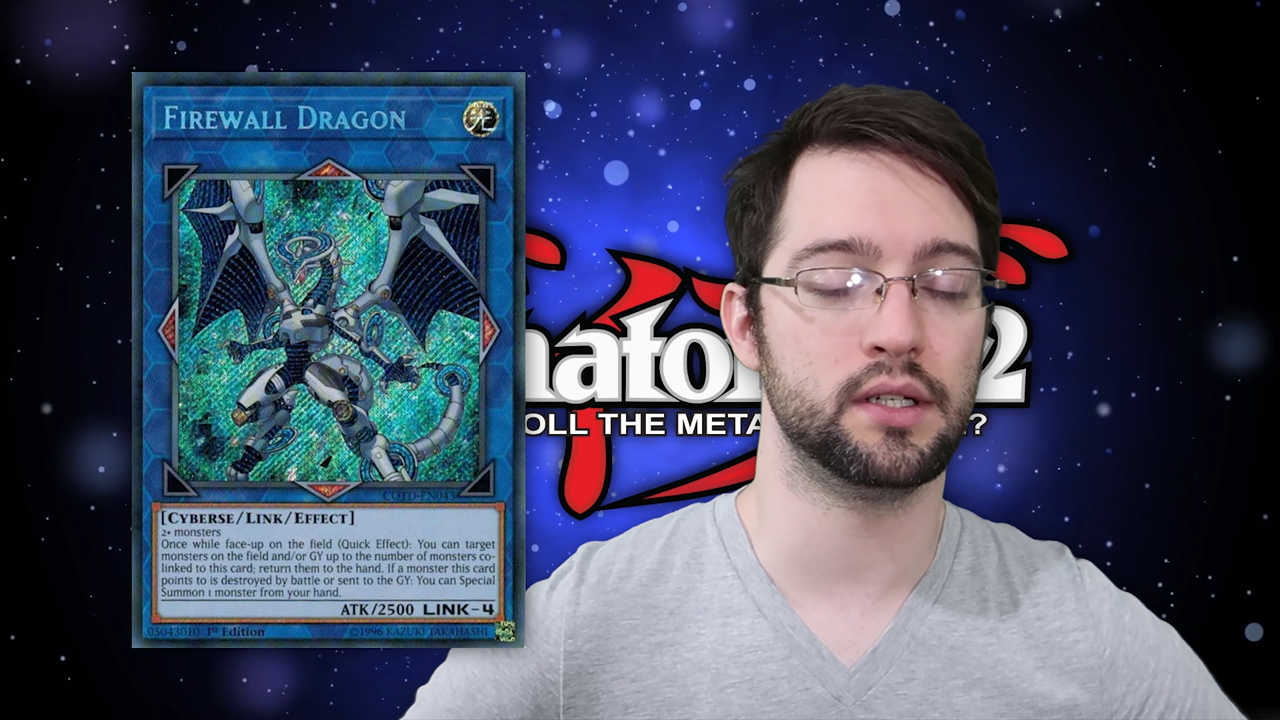 FIREWALL DRAGON
COTD-EN043
[CYBERSE/LINK/EFFECT]
2+ monsters
Once while face-up on the field (Quick Effect): You can target
monsters on the field and/or GY up to the number of monsters co-
linked to this card; return them to the hand. If a monster this card
points to is destroyed by battle or sent to the GY: You can Special
Summon 1 monster from your hand.
ATK/2500 LINK-4
05043010 1st Edition ©1996 KAZUKI TAKAHASHI
2
THE ?